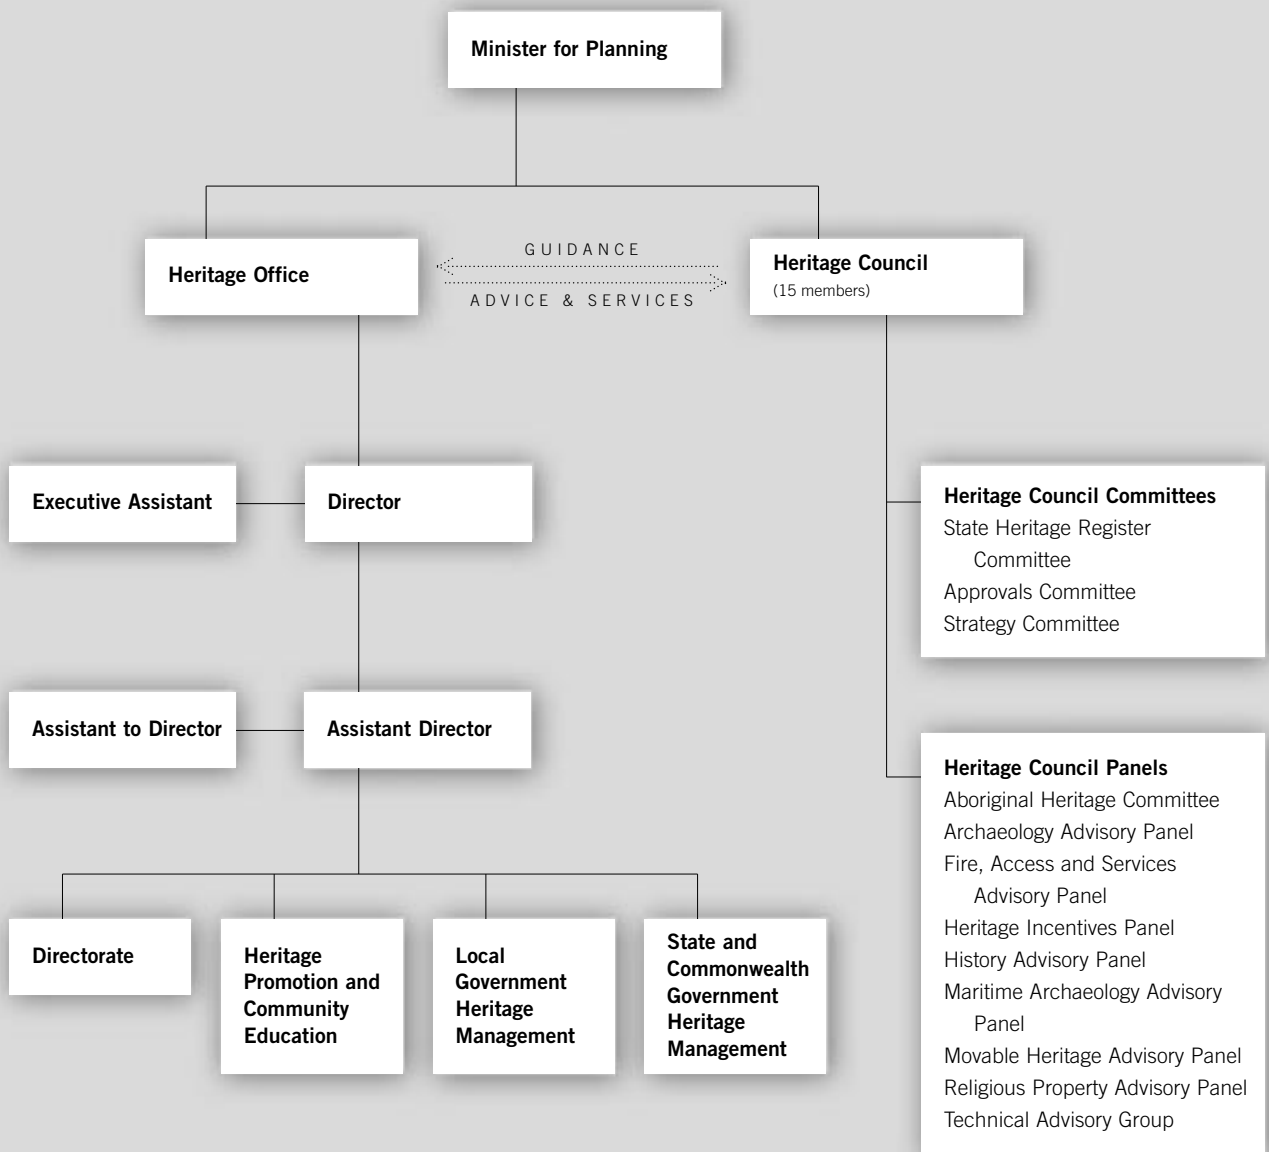 Minister for Planning
Heritage Office
GUIDANCE
ADVICE & SERVICES
Heritage Council
(15 members)
Executive Assistant
Director
Assistant to Director
Assistant Director
Directorate
Heritage
Promotion and
Community
Education
Local
Government
Heritage
Management
State and
Commonwealth
Government
Heritage
Management
Heritage Council Committees
State Heritage Register
Committee
Approvals Committee
Strategy Committee
Heritage Council Panels
Aboriginal Heritage Committee
Archaeology Advisory Panel
Fire, Access and Services
Advisory Panel
Heritage Incentives Panel
History Advisory Panel
Maritime Archaeology Advisory
Panel
Movable Heritage Advisory Panel
Religious Property Advisory Panel
Technical Advisory Group